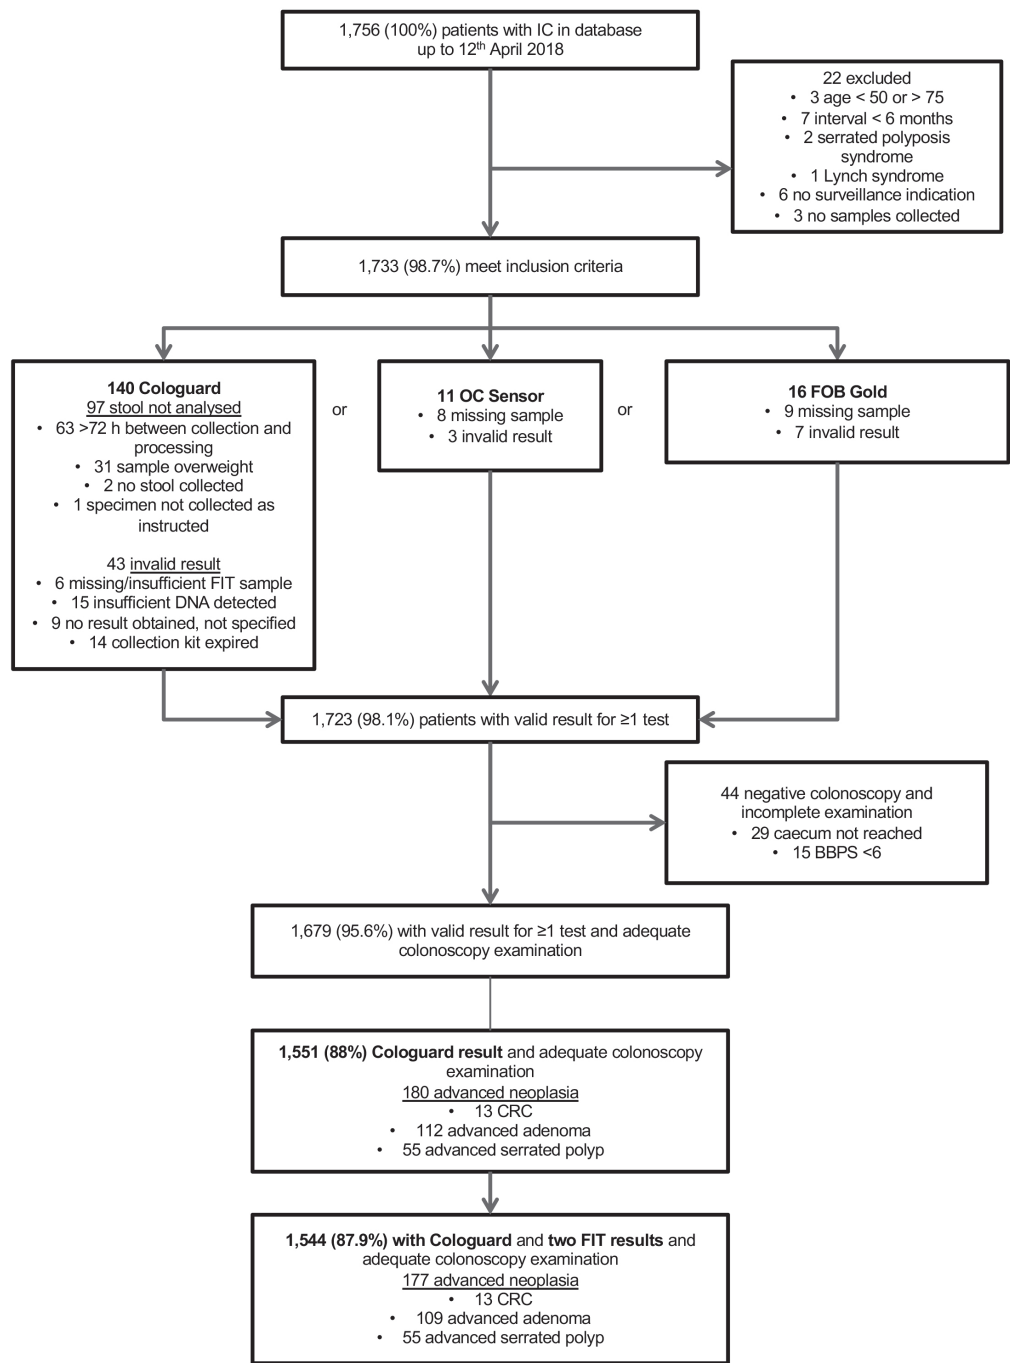 1,756 (100%) patients with IC in database
up to 12th April 2018
22 excluded
• 3 age < 50 or > 75
• 7 interval < 6 months
• 2 serrated polyposis
syndrome
• 1 Lynch syndrome
• 6 no surveillance indication
• 3 no samples collected
1,733 (98.7%) meet inclusion criteria
140 Cologuard
97 stool not analysed
• 63 >72 h between collection and
processing
• 31 sample overweight
• 2 no stool collected
• 1 specimen not collected as
instructed
43 invalid result
• 6 missing/insufficient FIT sample
• 15 insufficient DNA detected
• 9 no result obtained, not specified
• 14 collection kit expired
or
11 OC Sensor
• 8 missing sample
• 3 invalid result
or
16 FOB Gold
• 9 missing sample
• 7 invalid result
1,723 (98.1%) patients with valid result for ≥1 test
44 negative colonoscopy and
incomplete examination
• 29 caecum not reached
• 15 BBPS <6
1,679 (95.6%) with valid result for ≥1 test and adequate
colonoscopy examination
1,551 (88%) Cologuard result and adequate colonoscopy
examination
180 advanced neoplasia
• 13 CRC
• 112 advanced adenoma
• 55 advanced serrated polyp
1,544 (87.9%) with Cologuard and two FIT results and
adequate colonoscopy examination
177 advanced neoplasia
• 13 CRC
• 109 advanced adenoma
• 55 advanced serrated polyp